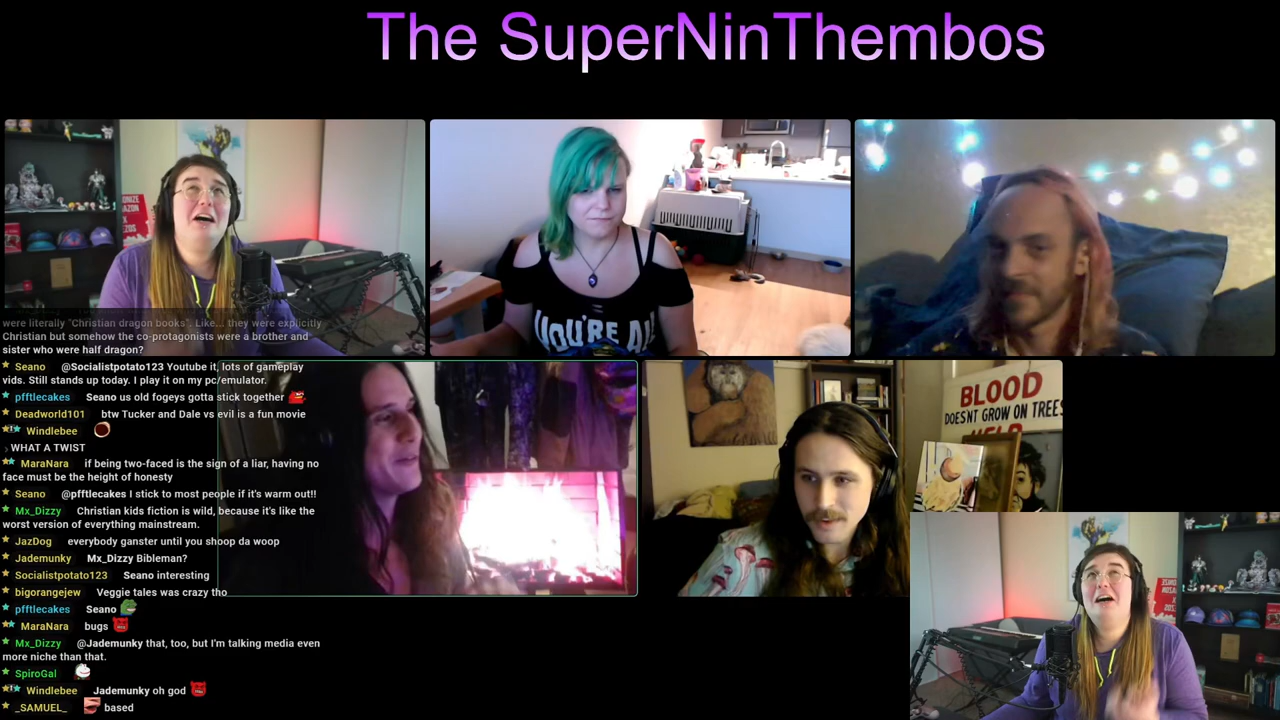 The SuperNinThembos
were literally "Christian dragon books". Like... they were explicitly
Christian but somehow the co-protagonists were a brother and
sister who were half dragon?
Seano @Socialistpotato123 Youtube it, lots of gameplay
vids. Still stands up today. I play it on my pc/emulator.
pfftlecakes Seano us old fogeys gotta stick together
Deadworld101 btw Tucker and Dale vs evil is a fun movie
Windlebee
WHAT A TWIST
MaraNara if being two-faced is the sign of a liar, having no
face must be the height of honesty
Seano @pfftlecakes I stick to most people if it's warm out!!
Mx_Dizzy Christian kids fiction is wild, because it's like the
worst version of everything mainstream.
JazDog everybody ganster until you shoop da woop
Jademunky Mx_Dizzy Bibleman?
Socialistpotato123 Seano interesting
bigorangejew Veggie tales was crazy tho
pfftlecakes Seano
MaraNara bugs
Mx_Dizzy @Jademunky that, too, but I'm talking media even
more niche than that.
SpiroGal
Windlebee Jademunky oh god
_SAMUEL_ based
YOU'RE
BLOOD
DOESN'T GROW ON TREES
HELP